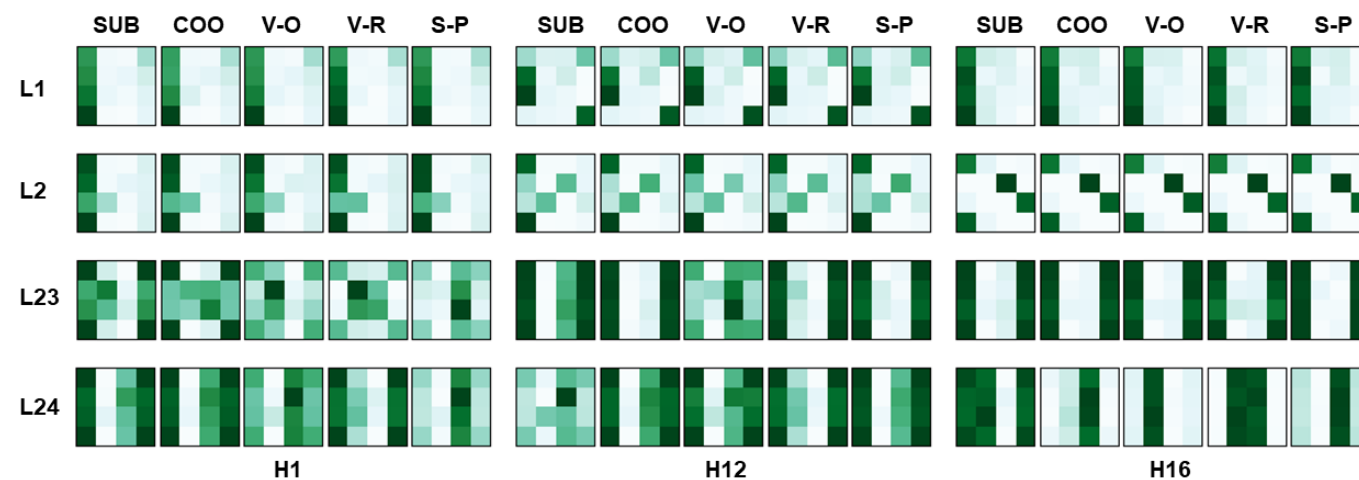 SUB COO V-O V-R S-P SUB COO V-O V-R S-P SUB COO V-O V-R S-P
L1
L2
L23
L24
H1 H12 H16